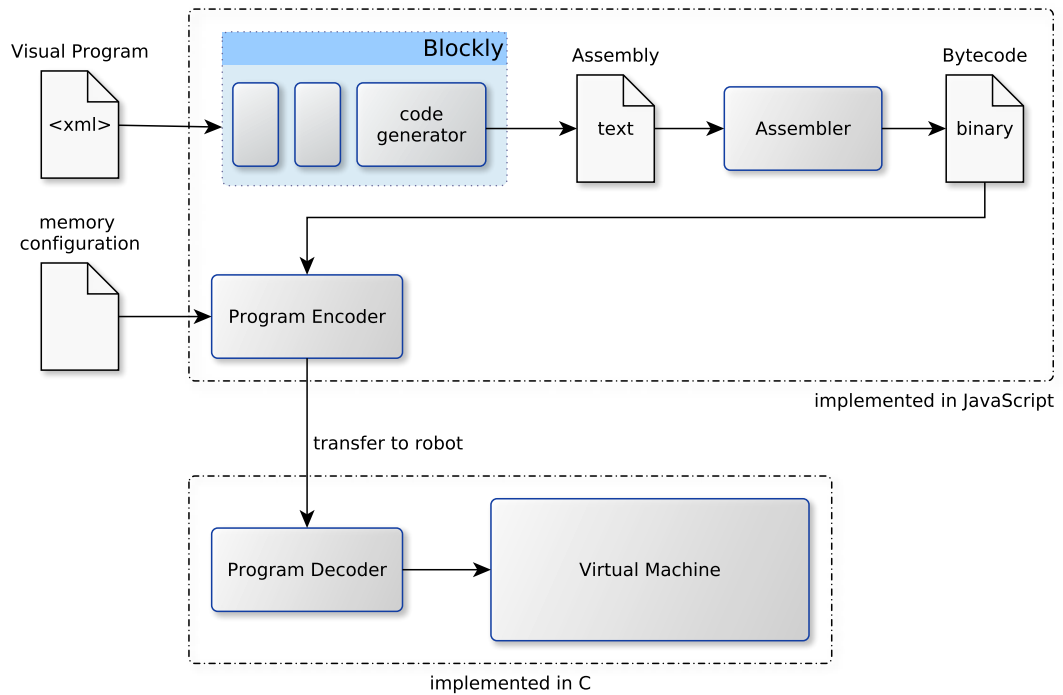 Visual Program
<xml>
Blockly
code
generator
Assembly
text
Assembler
Bytecode
binary
memory
configuration
Program Encoder
implemented in JavaScript
transfer to robot
Program Decoder
Virtual Machine
implemented in C